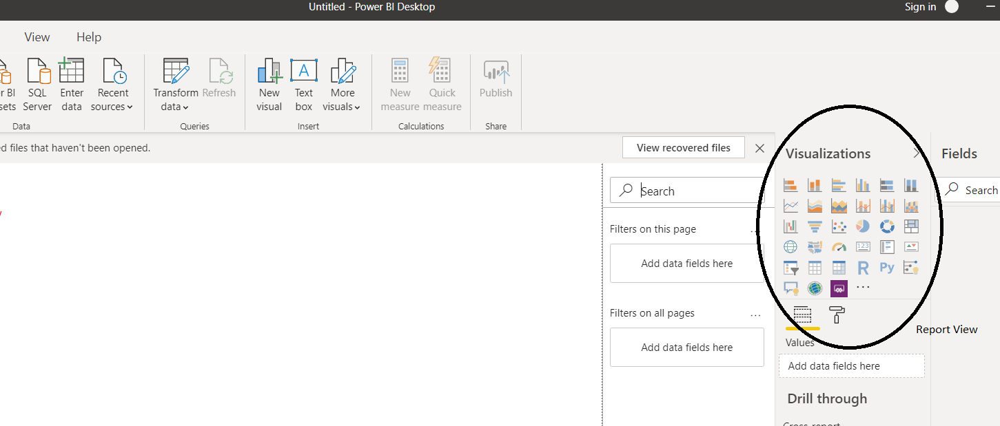 Untitled - Power BI Desktop
Sign in
View
Help
er BI
sets
SQL
Server
Enter
data
Recent
sources
Transform
data
Refresh
New
visual
Text
box
A
More
visuals
New
measure
Quick
measure
Publish
Data
Queries
Insert
Calculations
Share
d files that haven't been opened.
View recovered files
Search
Filters on this page
...
Add data fields here
Filters on all pages
...
Add data fields here
Visualizations
123
R
Py
...
Values
Add data fields here
Drill through
Cross-report
Fields
Search
Report View